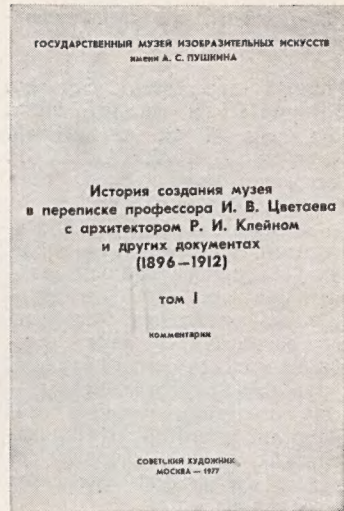 ГОСУДАРСТВЕННЫЙ МУЗЕЙ ИЗОБРАЗИТЕЛЬНЫХ ИСКУССТВ
имени А. С. ПУШКИНА
История создания музея
в переписке профессора И. В. Цветаева
с архитектором Р. И. Клейном
и других документах
(1896—1912)
том I
комментарии
СОВЕТСКИЙ ХУДОЖНИК
МОСКВА — 1977